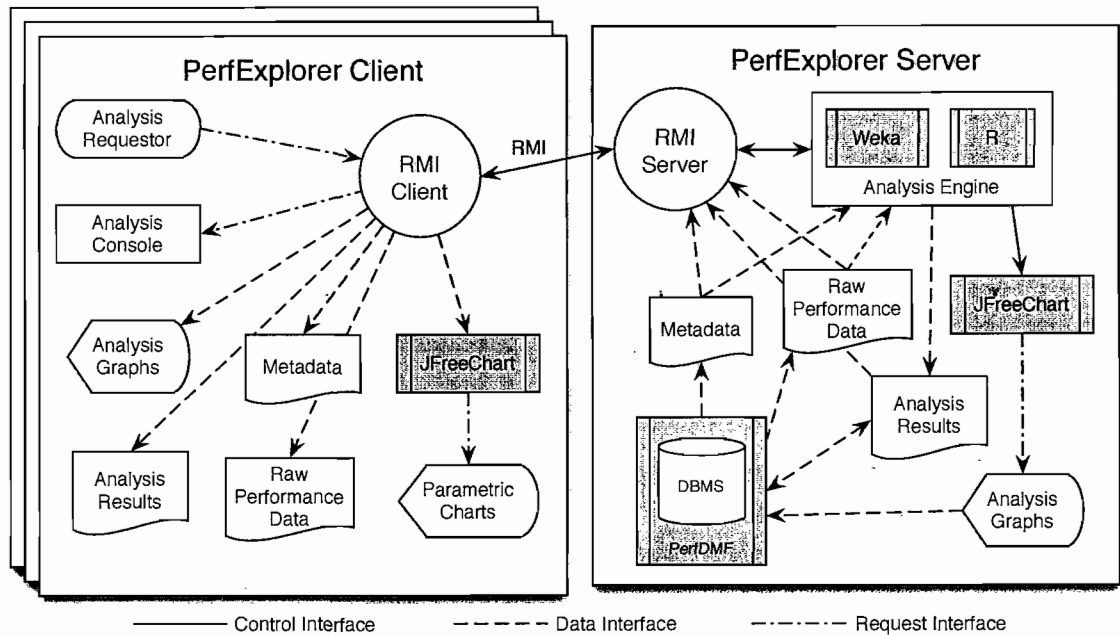 PerfExplorer Client
Analysis
Requestor
RMI
Client
Analysis
Console
Analysis
Graphs
Metadata
JFreeChart
Analysis
Results
Raw
Performance
Data
Parametric
Charts
RMI
PerfExplorer Server
RMI
Server
Weka
R
Analysis Engine
Metadata
Raw
Performance
Data
JFreeChart
Analysis
Results
DBMS
PerfDMF
Analysis
Graphs
Control Interface
Data Interface
Request Interface